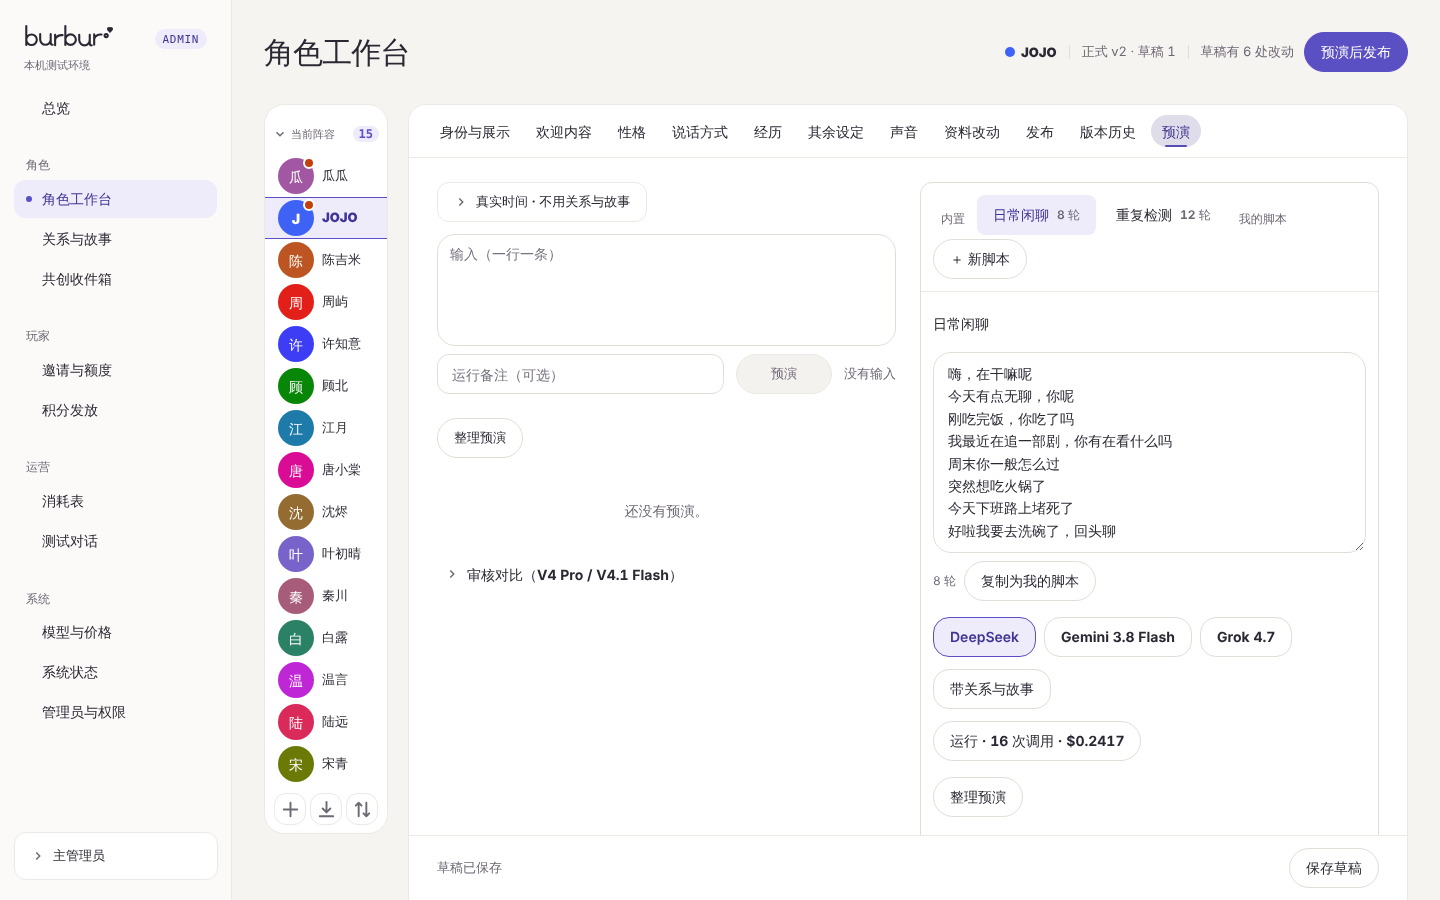 burbur
ADMIN
本机测试环境
总览
角色
角色工作台
关系与故事
共创收件箱
玩家
邀请与额度
积分发放
运营
消耗表
测试对话
系统
模型与价格
系统状态
管理员与权限
主管理员
角色工作台
JOJO
正式 v2 · 草稿 1
草稿有 6 处改动
预演后发布
当前阵容 15
瓜 瓜瓜
J JOJO
陈 陈吉米
周 周屿
许 许知意
顾 顾北
江 江月
唐 唐小棠
沈 沈烬
叶 叶初晴
秦 秦川
白 白露
温 温言
陆 陆远
宋 宋青
身份与展示 欢迎内容 性格 说话方式 经历 其余设定 声音 资料改动 发布 版本历史 预演
真实时间 · 不用关系与故事
输入（一行一条）
运行备注（可选） 预演 没有输入
整理预演
还没有预演。
审核对比（V4 Pro / V4.1 Flash）
内置 日常闲聊 8 轮 重复检测 12 轮 我的脚本
＋ 新脚本
日常闲聊
嗨，在干嘛呢
今天有点无聊，你呢
刚吃完饭，你吃了吗
我最近在追一部剧，你有在看什么吗
周末你一般怎么过
突然想吃火锅了
今天下班路上堵死了
好啦我要去洗碗了，回头聊
8 轮 复制为我的脚本
DeepSeek Gemini 3.8 Flash Grok 4.7
带关系与故事
运行 · 16 次调用 · $0.2417
整理预演
草稿已保存
保存草稿